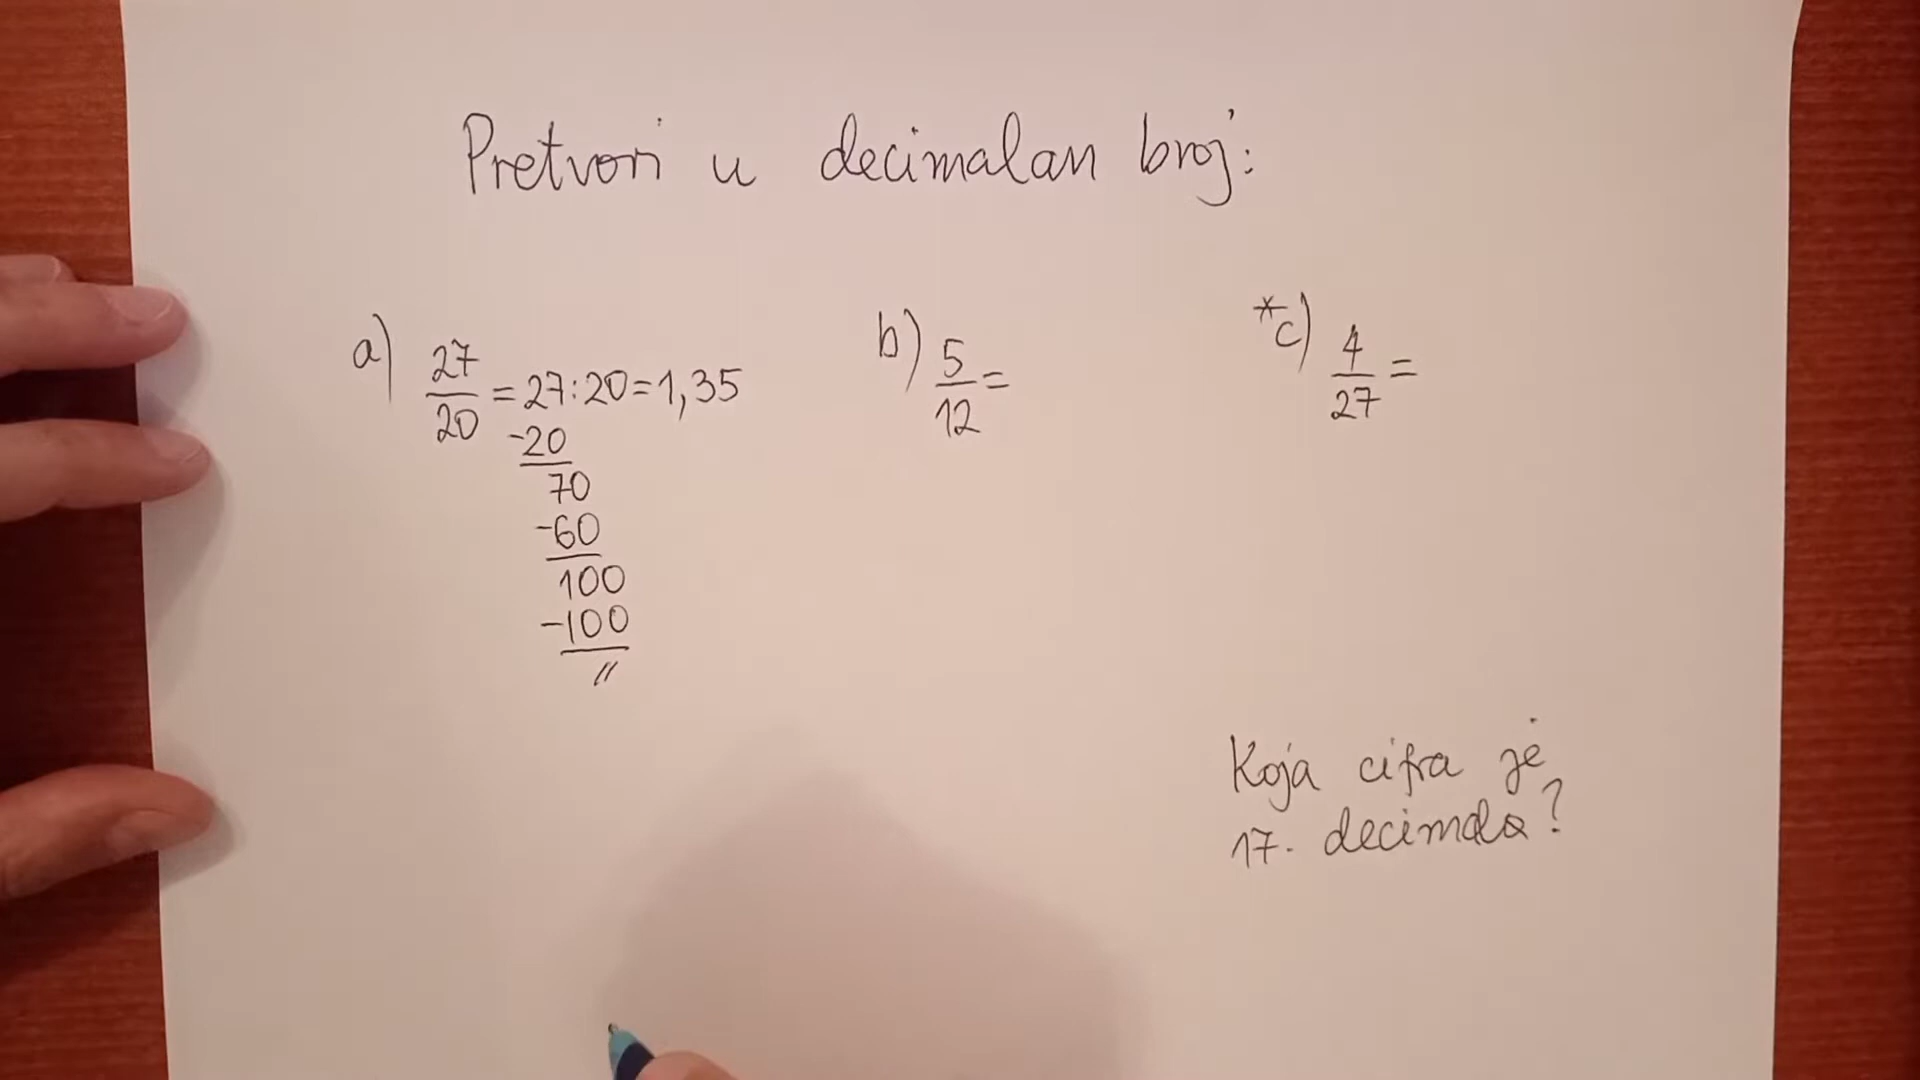 Pretvori u decimalan broj:
a) 27/20 = 27:20=1,35
-20
70
-60
100
-100
//
b) 5/12 =
*c) 4/27 =
Koja cifra je
17. decimala?